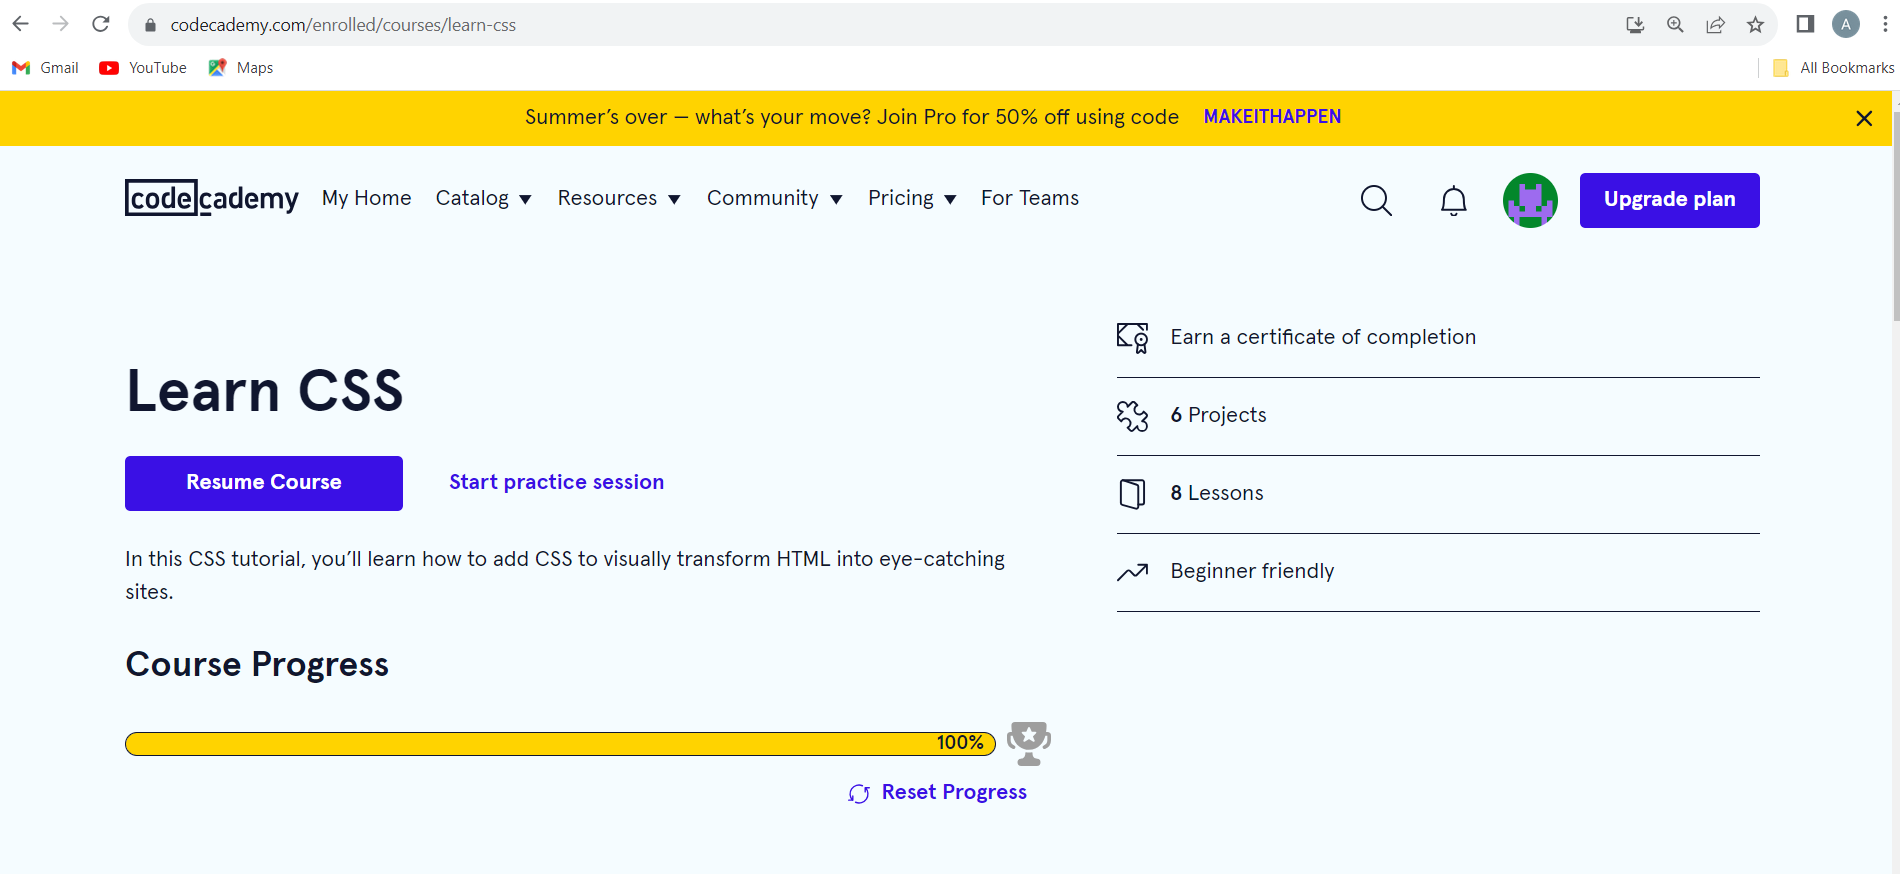 codecademy.com/enrolled/courses/learn-css
A
Gmail YouTube Maps All Bookmarks
Summer's over — what's your move? Join Pro for 50% off using code MAKEITHAPPEN
codecademy My Home Catalog Resources Community Pricing For Teams Upgrade plan
Earn a certificate of completion
Learn CSS
6 Projects
Resume Course Start practice session
8 Lessons
In this CSS tutorial, you'll learn how to add CSS to visually transform HTML into eye-catching
sites.
Beginner friendly
Course Progress
100%
Reset Progress